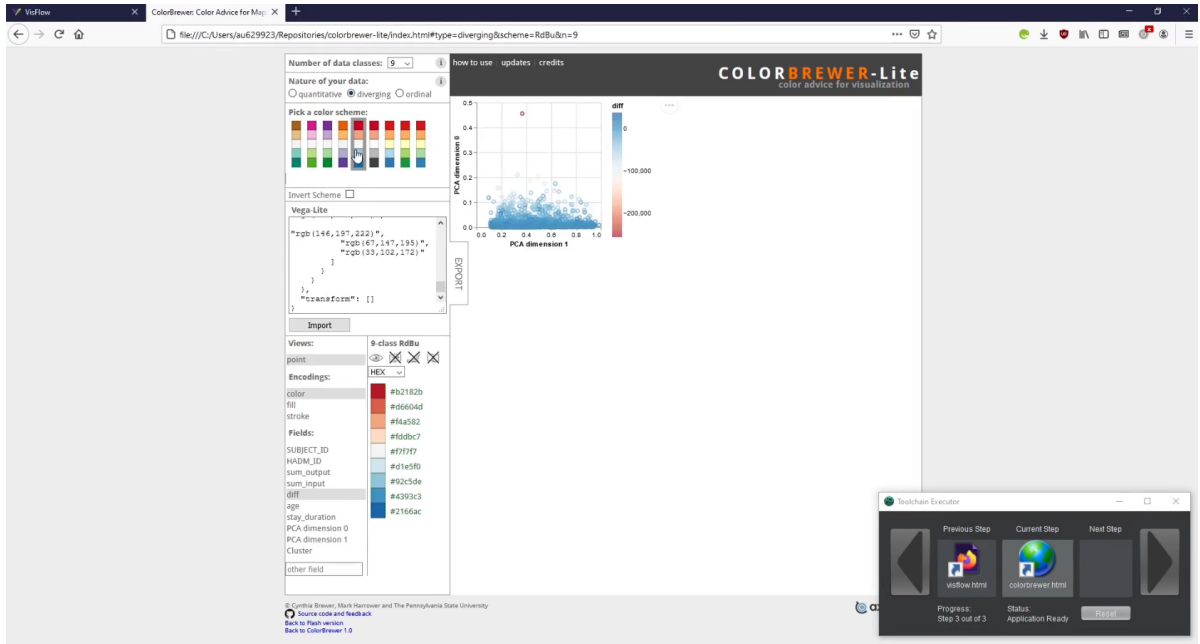 VisFlow
ColorBrewer: Color Advice for Map
file:///C:/Users/au629923/Repositories/colorbrewer-lite/index.html#type=diverging&scheme=RdBu&n=9
Number of data classes: 9
how to use | updates | credits
COLORBREWER-Lite
color advice for visualization
Nature of your data:
quantitative diverging ordinal
Pick a color scheme:
Invert Scheme
Vega-Lite
"rgb(146,197,222)",
"rgb(67,147,195)",
"rgb(33,102,172)"
]
}
}
},
"transform": []
}
Import
EXPORT
0.5
0.4
0.3
0.2
0.1
0.0
PCA dimension 0
0.0 0.2 0.4 0.6 0.8 1.0
PCA dimension 1
diff
0
-100,000
-200,000
Views:
point
Encodings:
color
fill
stroke
Fields:
SUBJECT_ID
HADM_ID
sum_output
sum_input
diff
age
stay_duration
PCA dimension 0
PCA dimension 1
Cluster
other field
9-class RdBu
HEX
#b2182b
#d6604d
#f4a582
#fddbc7
#f7f7f7
#d1e5f0
#92c5de
#4393c3
#2166ac
© Cynthia Brewer, Mark Harrower and The Pennsylvania State University
Source code and feedback
Back to Flash version
Back to ColorBrewer 1.0
Toolchain Executor
Previous Step
Current Step
Next Step
visflow.html
colorbrewer.html
Progress:
Step 3 out of 3
Status:
Application Ready
Reset